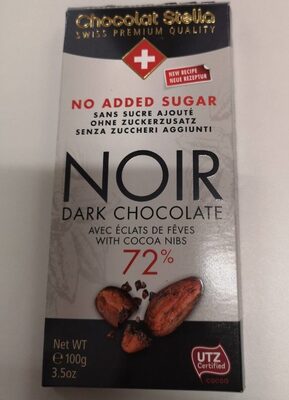 Chocolat Stella
SWISS PREMIUM QUALITY
NEW RECIPE
NEUE REZEPTUR
NO ADDED SUGAR
SANS SUCRE AJOUTÉ
OHNE ZUCKERZUSATZ
SENZA ZUCCHERI AGGIUNTI
NOIR
DARK CHOCOLATE
AVEC ÉCLATS DE FÈVES
WITH COCOA NIBS
72%
Net WT
℮ 100g
3.5oz
UTZ
Certified
cocoa